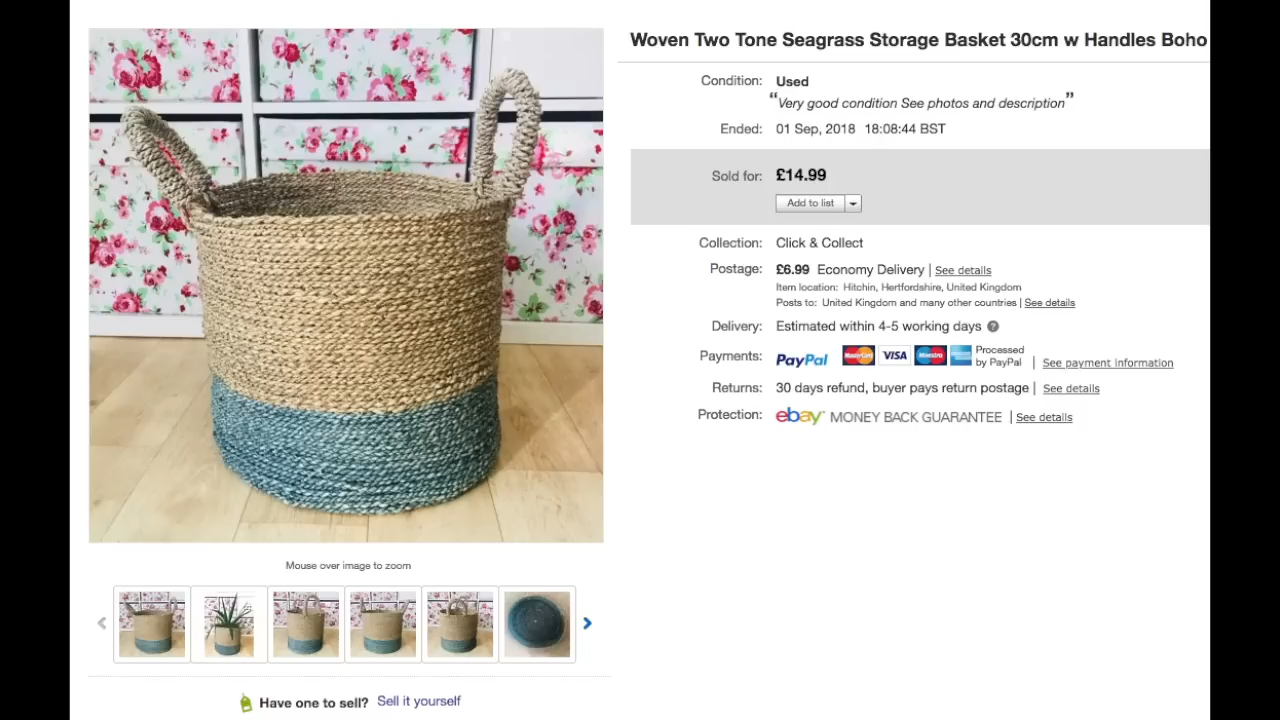 Woven Two Tone Seagrass Storage Basket 30cm w Handles Boho
Condition: Used
“Very good condition See photos and description”
Ended: 01 Sep, 2018 18:08:44 BST
Sold for: £14.99
Add to list
Collection: Click & Collect
Postage: £6.99 Economy Delivery | See details
Item location: Hitchin, Hertfordshire, United Kingdom
Posts to: United Kingdom and many other countries | See details
Delivery: Estimated within 4-5 working days ?
Payments: PayPal MasterCard VISA Maestro Processed by PayPal | See payment information
Returns: 30 days refund, buyer pays return postage | See details
Protection: ebay MONEY BACK GUARANTEE | See details
Mouse over image to zoom
Have one to sell? Sell it yourself